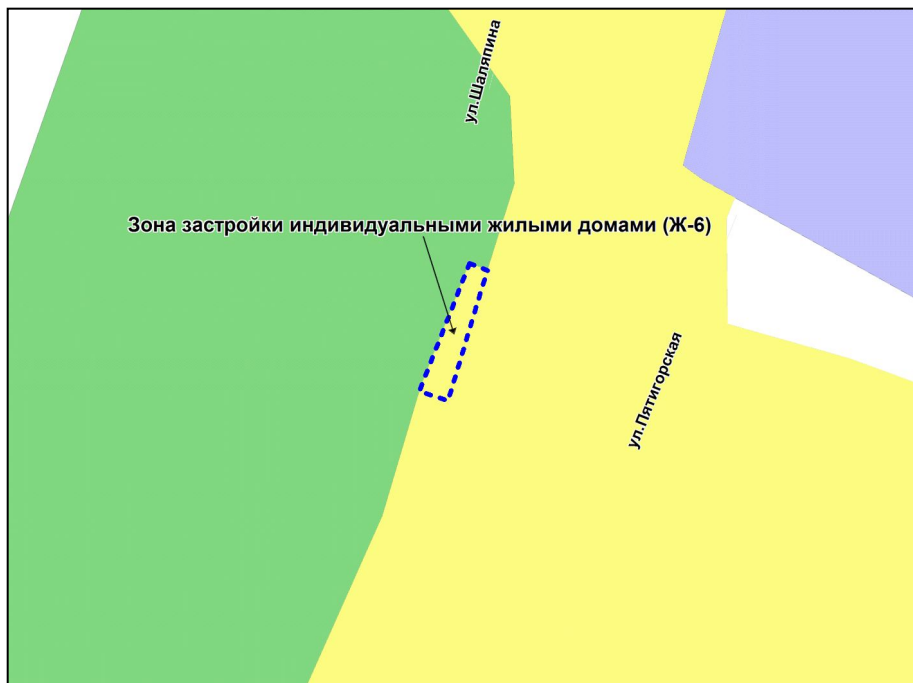 ул.Шаляпина
Зона застройки индивидуальными жилыми домами (Ж-6)
ул.Пятигорская